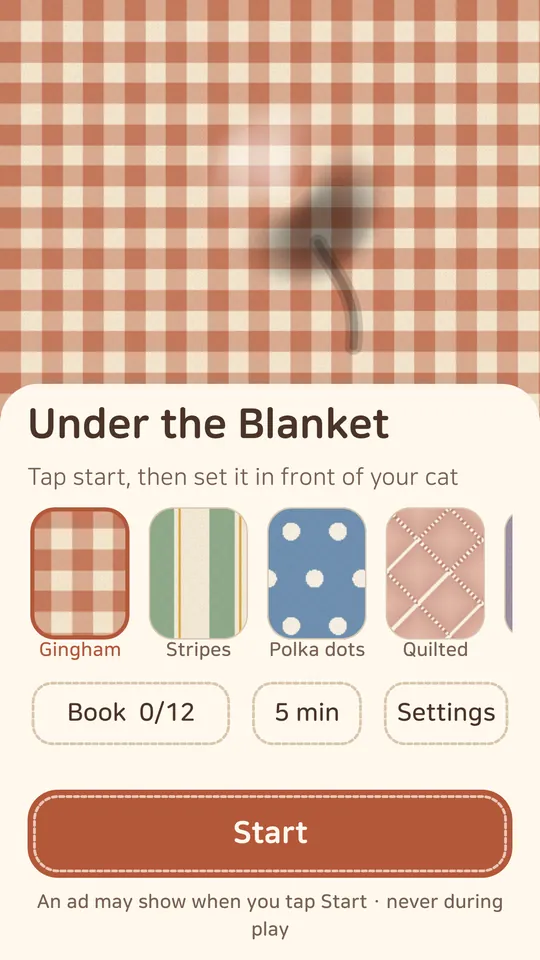 Under the Blanket
Tap start, then set it in front of your cat
Gingham
Stripes
Polka dots
Quilted
Book 0/12
5 min
Settings
Start
An ad may show when you tap Start · never during
play